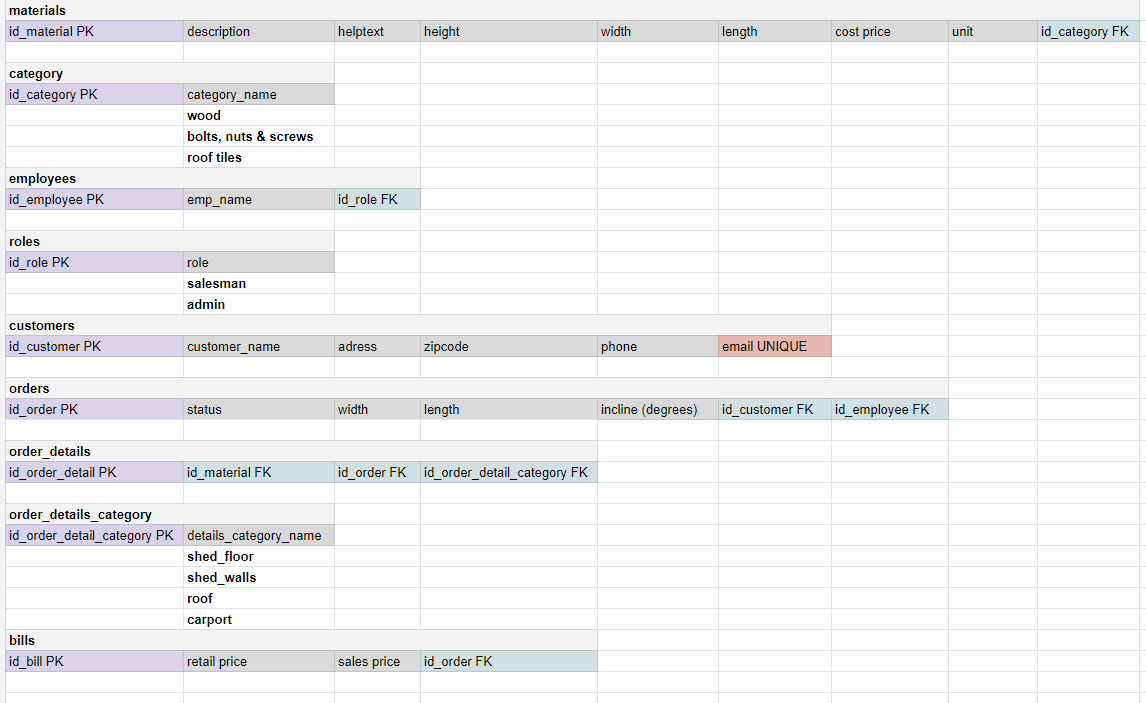 materials
id_material PK description helptext height width length cost price unit id_category FK
category
id_category PK category_name
wood
bolts, nuts & screws
roof tiles
employees
id_employee PK emp_name id_role FK
roles
id_role PK role
salesman
admin
customers
id_customer PK customer_name adress zipcode phone email UNIQUE
orders
id_order PK status width length incline (degrees) id_customer FK id_employee FK
order_details
id_order_detail PK id_material FK id_order FK id_order_detail_category FK
order_details_category
id_order_detail_category PK details_category_name
shed_floor
shed_walls
roof
carport
bills
id_bill PK retail price sales price id_order FK